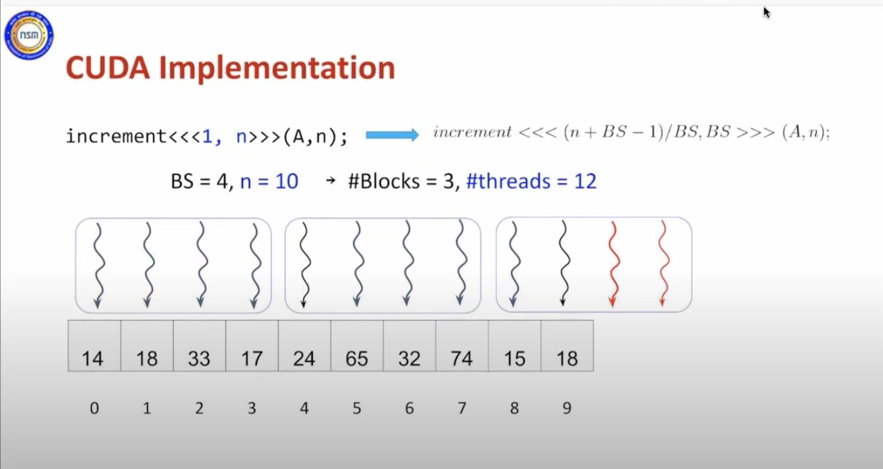 nsm
CUDA Implementation
increment<<<1, n>>>(A,n);
increment <<< (n + BS − 1)/BS, BS >>> (A, n);
BS = 4, n = 10 → #Blocks = 3, #threads = 12
14 18 33 17 24 65 32 74 15 18
0 1 2 3 4 5 6 7 8 9